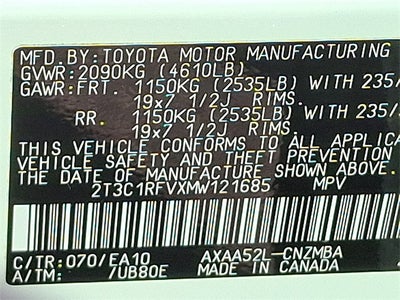 MFD.BY:TOYOTA MOTOR MANUFACTURING
GVWR:2090KG (4610LB)
GAWR:FRT. 1150KG (2535LB) WITH 235/
19x7 1/2J RIMS.
RR. 1150KG (2535LB) WITH 235/
19x7 1/2J RIMS.
THIS VEHICLE CONFORMS TO ALL APPLICA
VEHICLE SAFETY AND THEFT PREVENTION
DATE OF MANUFACTURE SHOWN ABOVE.
2T3C1RFVXMW121685 MPV
C/TR:070/EA10 AXAA52L-CNZMBA
A/TM: /UB80E MADE IN CANADA